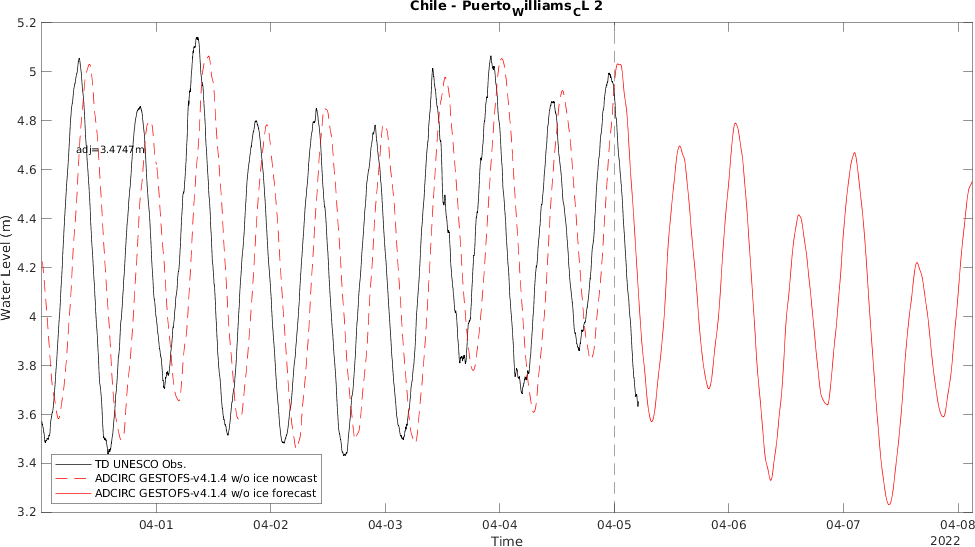 Chile - PuertoWilliamsCL 2
5.2
5
4.8
4.6
4.4
4.2
4
3.8
3.6
3.4
3.2
Water Level (m)
adj=3.4747m
TD UNESCO Obs.
ADCIRC GESTOFS-v4.1.4 w/o ice nowcast
ADCIRC GESTOFS-v4.1.4 w/o ice forecast
04-01 04-02 04-03 04-04 04-05 04-06 04-07 04-08
Time
2022